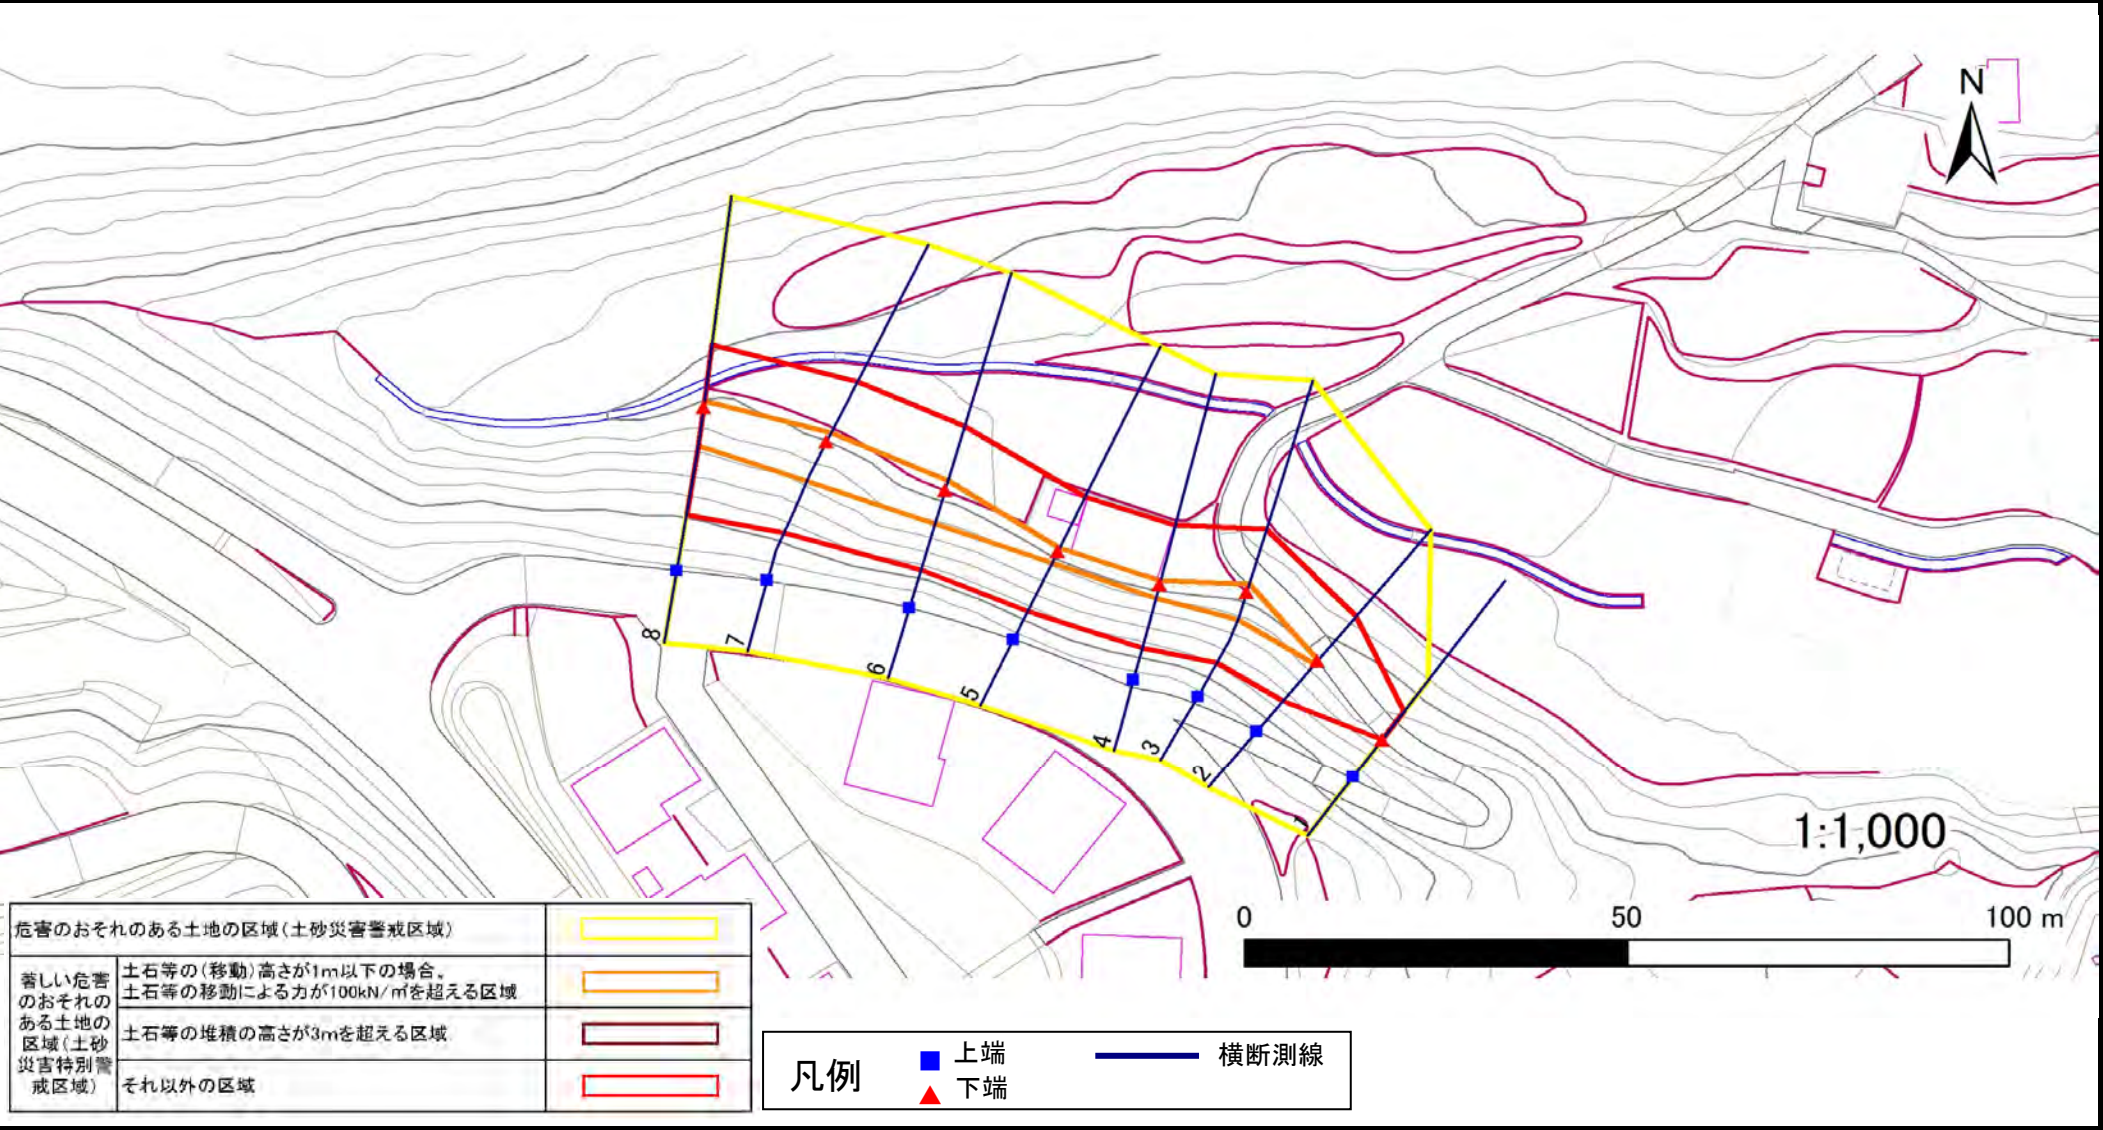 N
8
7
6
5
4
3
2
1
1:1,000
0
50
100 m
危害のおそれのある土地の区域(土砂災害警戒区域)
著しい危害
のおそれの
ある土地の
区域(土砂
災害特別警
戒区域)
土石等の(移動)高さが1m以下の場合、
土石等の移動による力が100kN/㎡を超える区域
土石等の堆積の高さが3mを超える区域
それ以外の区域
凡例
上端
下端
横断測線